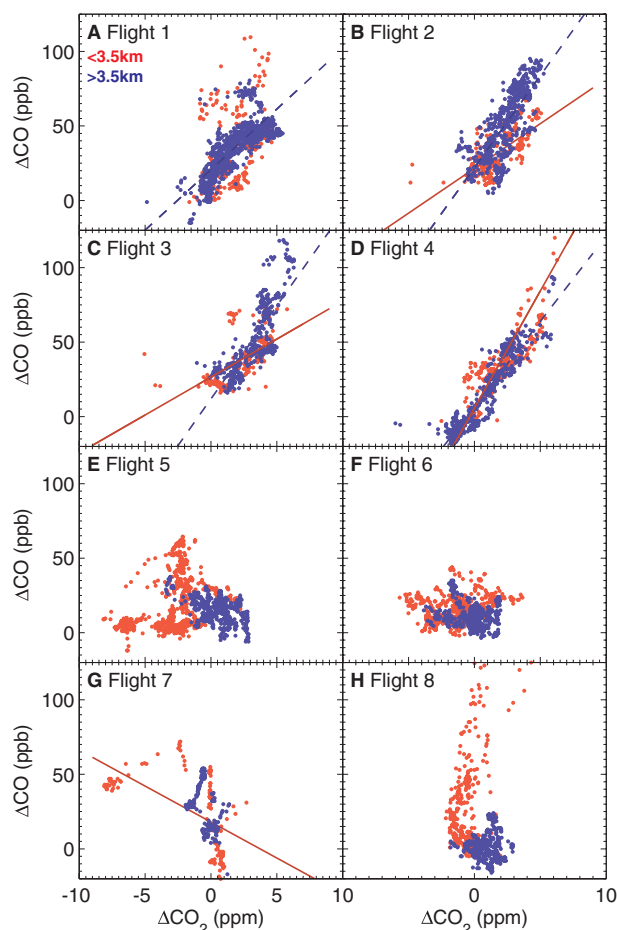 A Flight 1
<3.5km
>3.5km
B Flight 2
100
50
0
ΔCO (ppb)
C Flight 3
D Flight 4
100
50
0
ΔCO (ppb)
E Flight 5
F Flight 6
100
50
0
ΔCO (ppb)
G Flight 7
H Flight 8
100
50
0
ΔCO (ppb)
-10 -5 0 5 10 0 5 10
ΔCO₂ (ppm) ΔCO₂ (ppm)